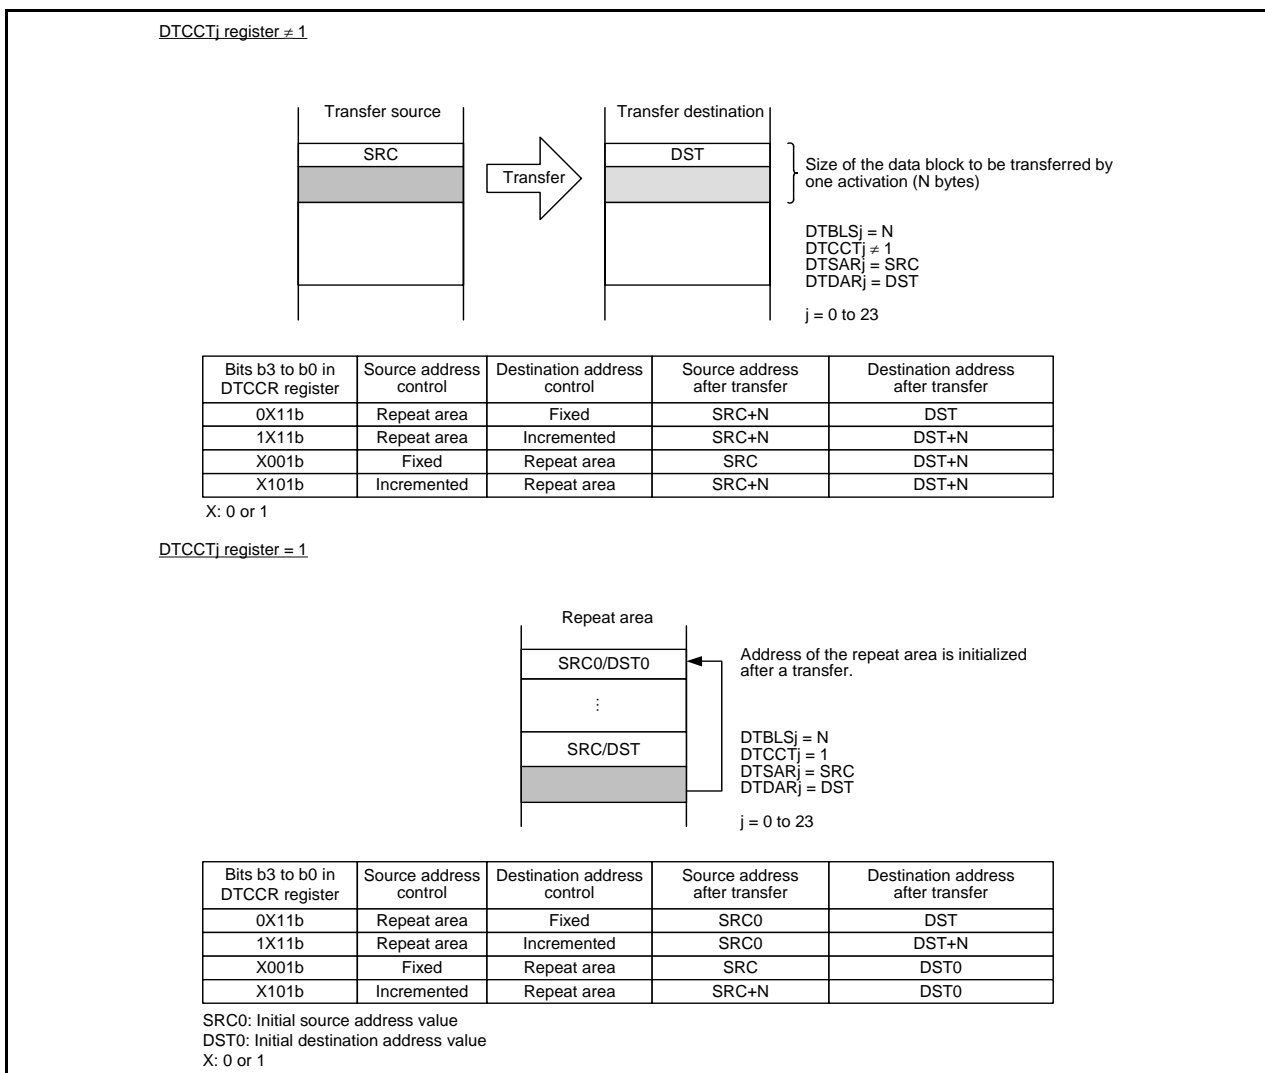 DTCCTj register ≠ 1
Transfer source
Transfer destination
SRC
DST
Transfer
Size of the data block to be transferred by
one activation (N bytes)
DTBLSj = N
DTCCTj ≠ 1
DTSARj = SRC
DTDARj = DST
j = 0 to 23
Bits b3 to b0 in DTCCR register | Source address control | Destination address control | Source address after transfer | Destination address after transfer
0X11b | Repeat area | Fixed | SRC+N | DST
1X11b | Repeat area | Incremented | SRC+N | DST+N
X001b | Fixed | Repeat area | SRC | DST+N
X101b | Incremented | Repeat area | SRC+N | DST+N
X: 0 or 1
DTCCTj register = 1
Repeat area
SRC0/DST0
⋮
SRC/DST
Address of the repeat area is initialized
after a transfer.
DTBLSj = N
DTCCTj = 1
DTSARj = SRC
DTDARj = DST
j = 0 to 23
Bits b3 to b0 in DTCCR register | Source address control | Destination address control | Source address after transfer | Destination address after transfer
0X11b | Repeat area | Fixed | SRC0 | DST
1X11b | Repeat area | Incremented | SRC0 | DST+N
X001b | Fixed | Repeat area | SRC | DST0
X101b | Incremented | Repeat area | SRC+N | DST0
SRC0: Initial source address value
DST0: Initial destination address value
X: 0 or 1